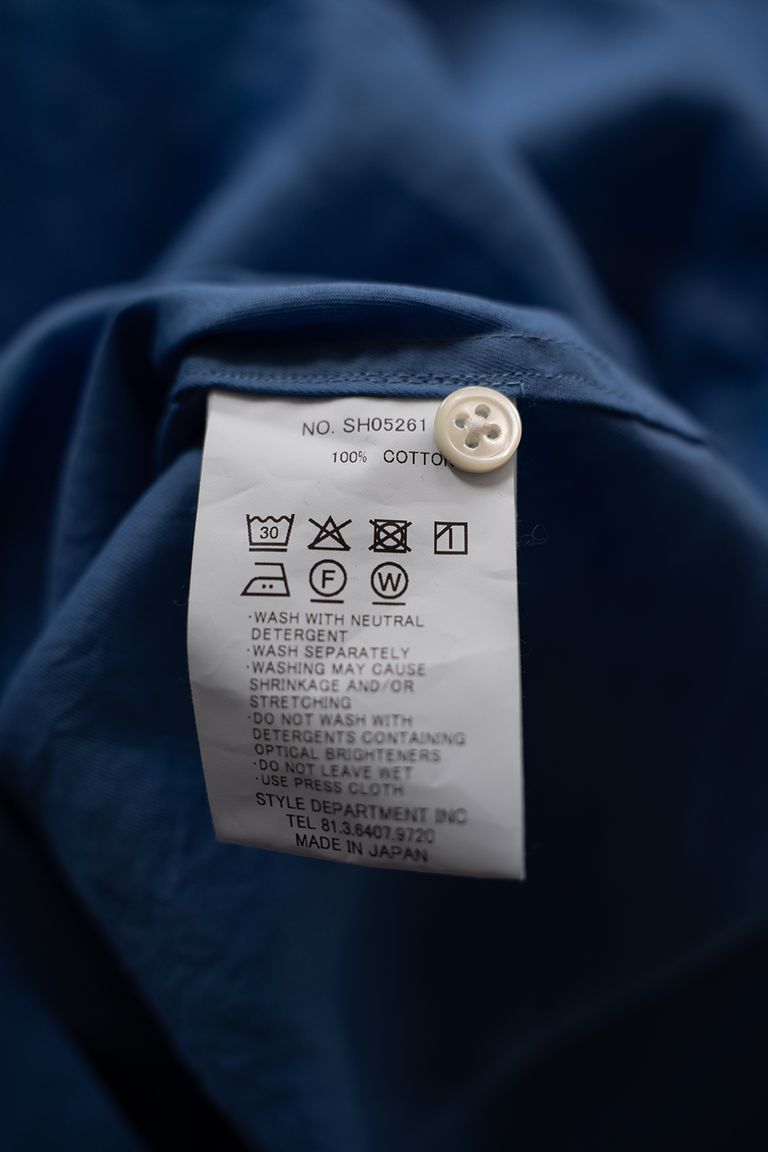 NO. SH05261
100% COTTON
30
F W
·WASH WITH NEUTRAL
DETERGENT
·WASH SEPARATELY
·WASHING MAY CAUSE
SHRINKAGE AND/OR
STRETCHING
·DO NOT WASH WITH
DETERGENTS CONTAINING
OPTICAL BRIGHTENERS
·DO NOT LEAVE WET
·USE PRESS CLOTH
STYLE DEPARTMENT INC
TEL 81.3.6407.9720
MADE IN JAPAN